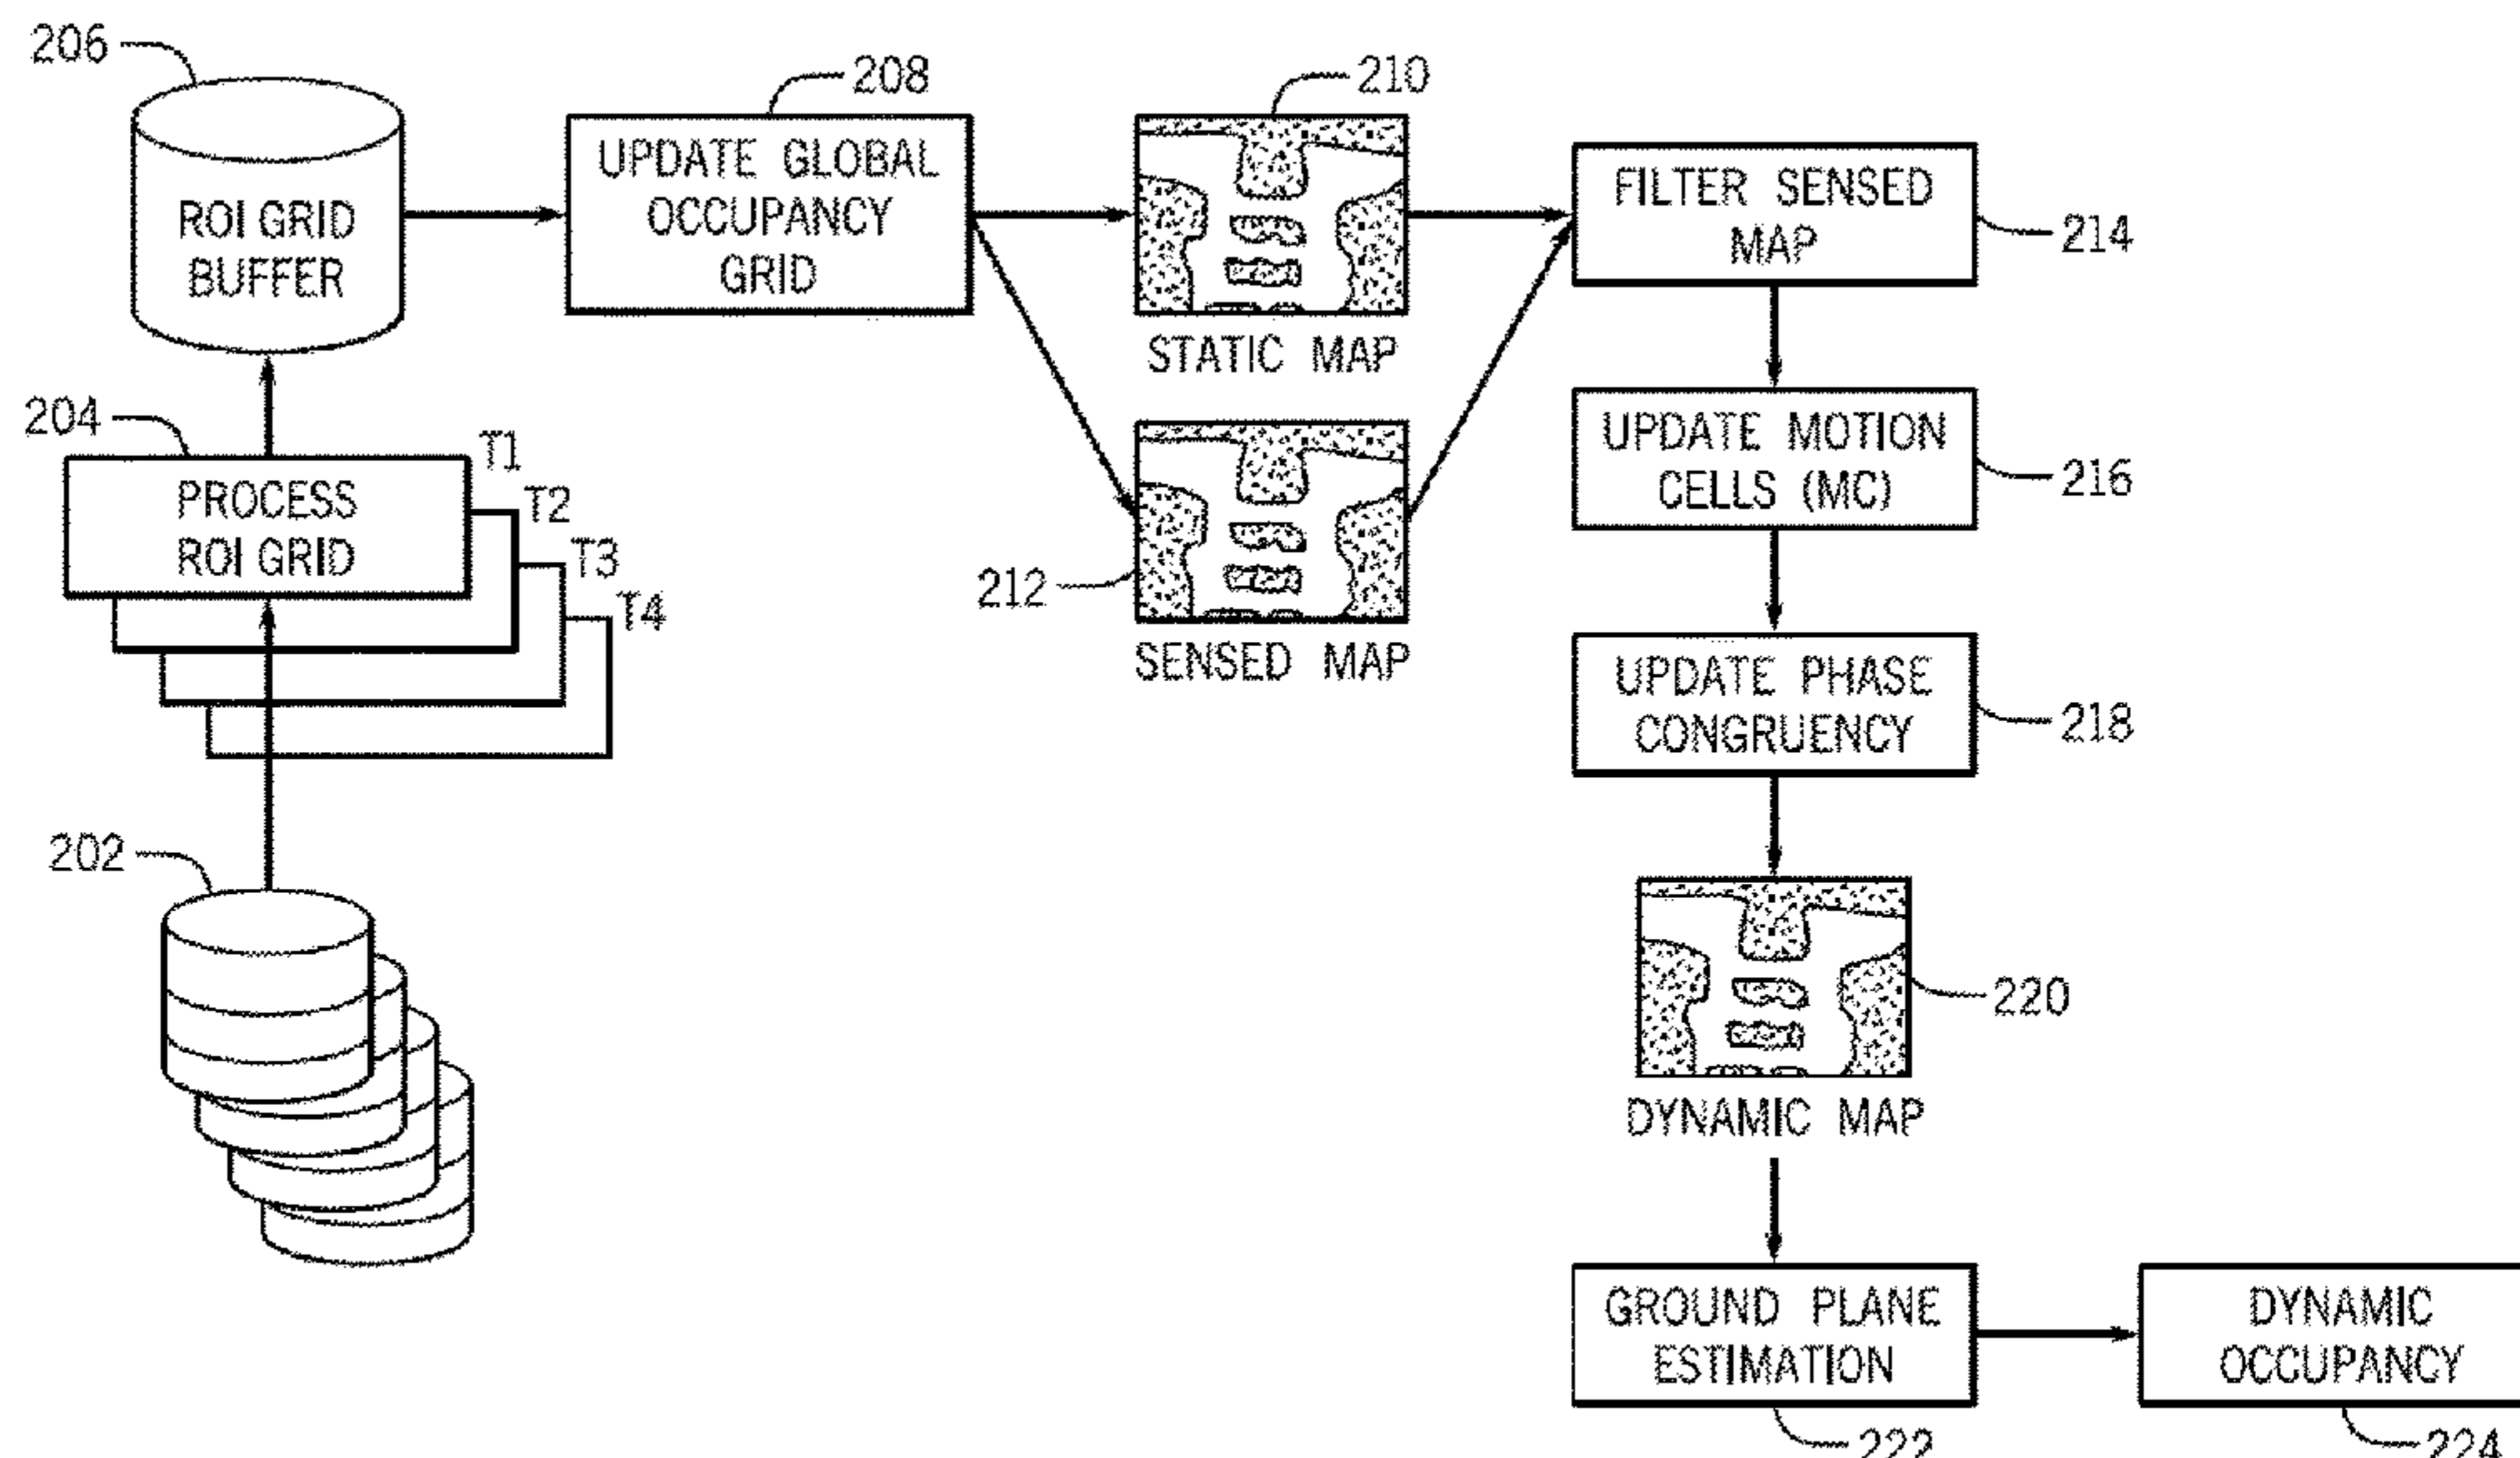 206
208
210
UPDATE GLOBAL
OCCUPANCY
GRID
ROI GRID
BUFFER
FILTER SENSED
MAP
214
STATIC MAP
204
T1
T2
T3
T4
PROCESS
ROI GRID
UPDATE MOTION
CELLS (MC)
216
212
SENSED MAP
UPDATE PHASE
CONGRUENCY
218
202
220
DYNAMIC MAP
GROUND PLANE
ESTIMATION
DYNAMIC
OCCUPANCY
222
224